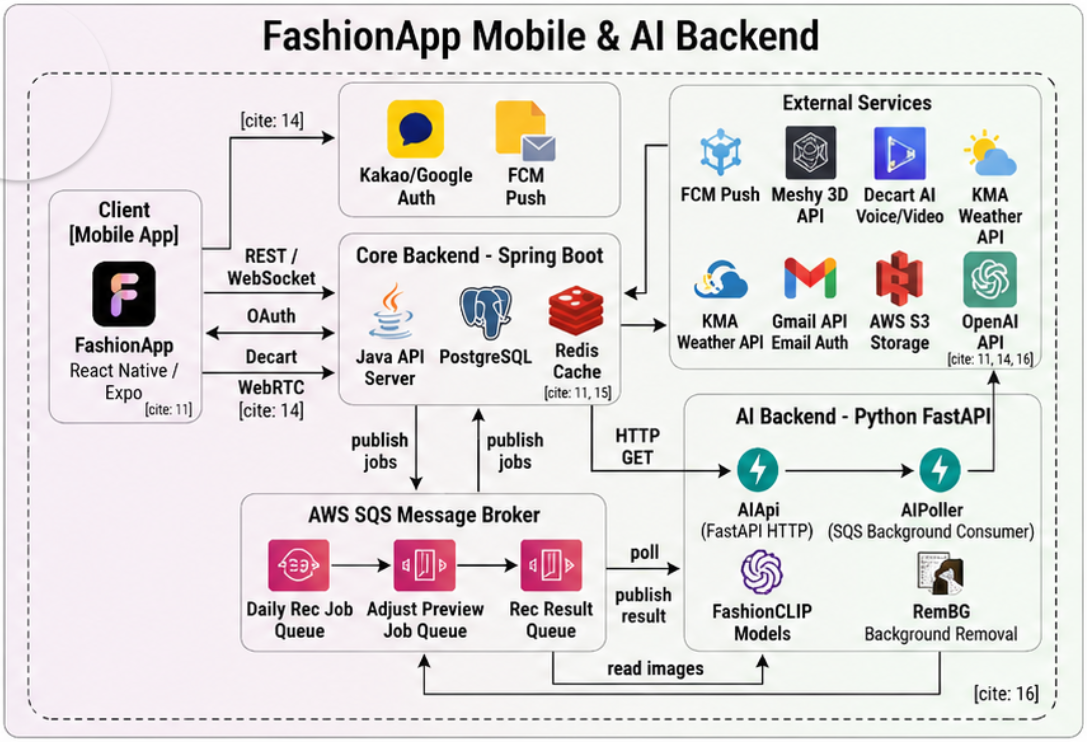 FashionApp Mobile & AI Backend
[cite: 14]
Kakao/Google
Auth
FCM
Push
External Services
FCM Push
Meshy 3D
API
Decart AI
Voice/Video
KMA
Weather
API
KMA
Weather API
Gmail API
Email Auth
AWS S3
Storage
OpenAI
API
[cite: 11, 14, 16]
Client
[Mobile App]
FashionApp
React Native /
Expo
[cite: 11]
REST /
WebSocket
OAuth
Decart
WebRTC
[cite: 14]
Core Backend - Spring Boot
Java API
Server
PostgreSQL
Redis
Cache
[cite: 11, 15]
publish
jobs
publish
jobs
HTTP
GET
AI Backend - Python FastAPI
AIApi
(FastAPI HTTP)
AIPoller
(SQS Background Consumer)
FashionCLIP
Models
RemBG
Background Removal
AWS SQS Message Broker
Daily Rec Job
Queue
Adjust Preview
Job Queue
Rec Result
Queue
poll
publish
result
read images
[cite: 16]